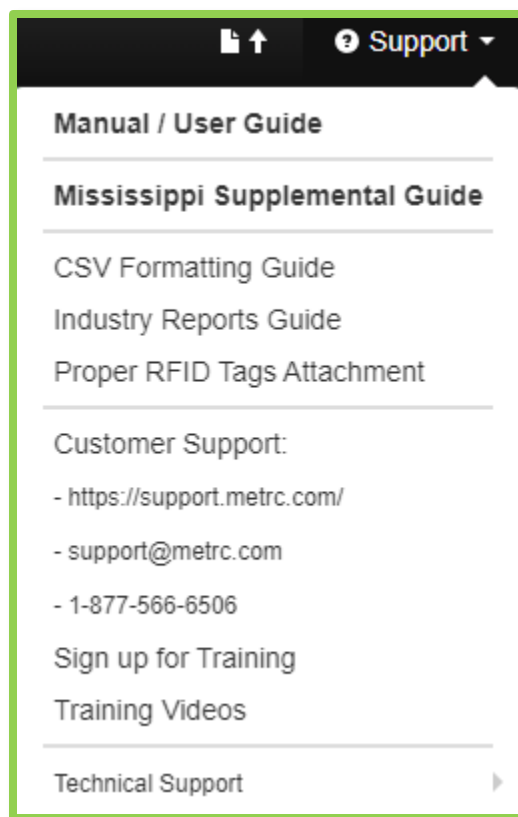 Support
Manual / User Guide
Mississippi Supplemental Guide
CSV Formatting Guide
Industry Reports Guide
Proper RFID Tags Attachment
Customer Support:
- https://support.metrc.com/
- support@metrc.com
- 1-877-566-6506
Sign up for Training
Training Videos
Technical Support